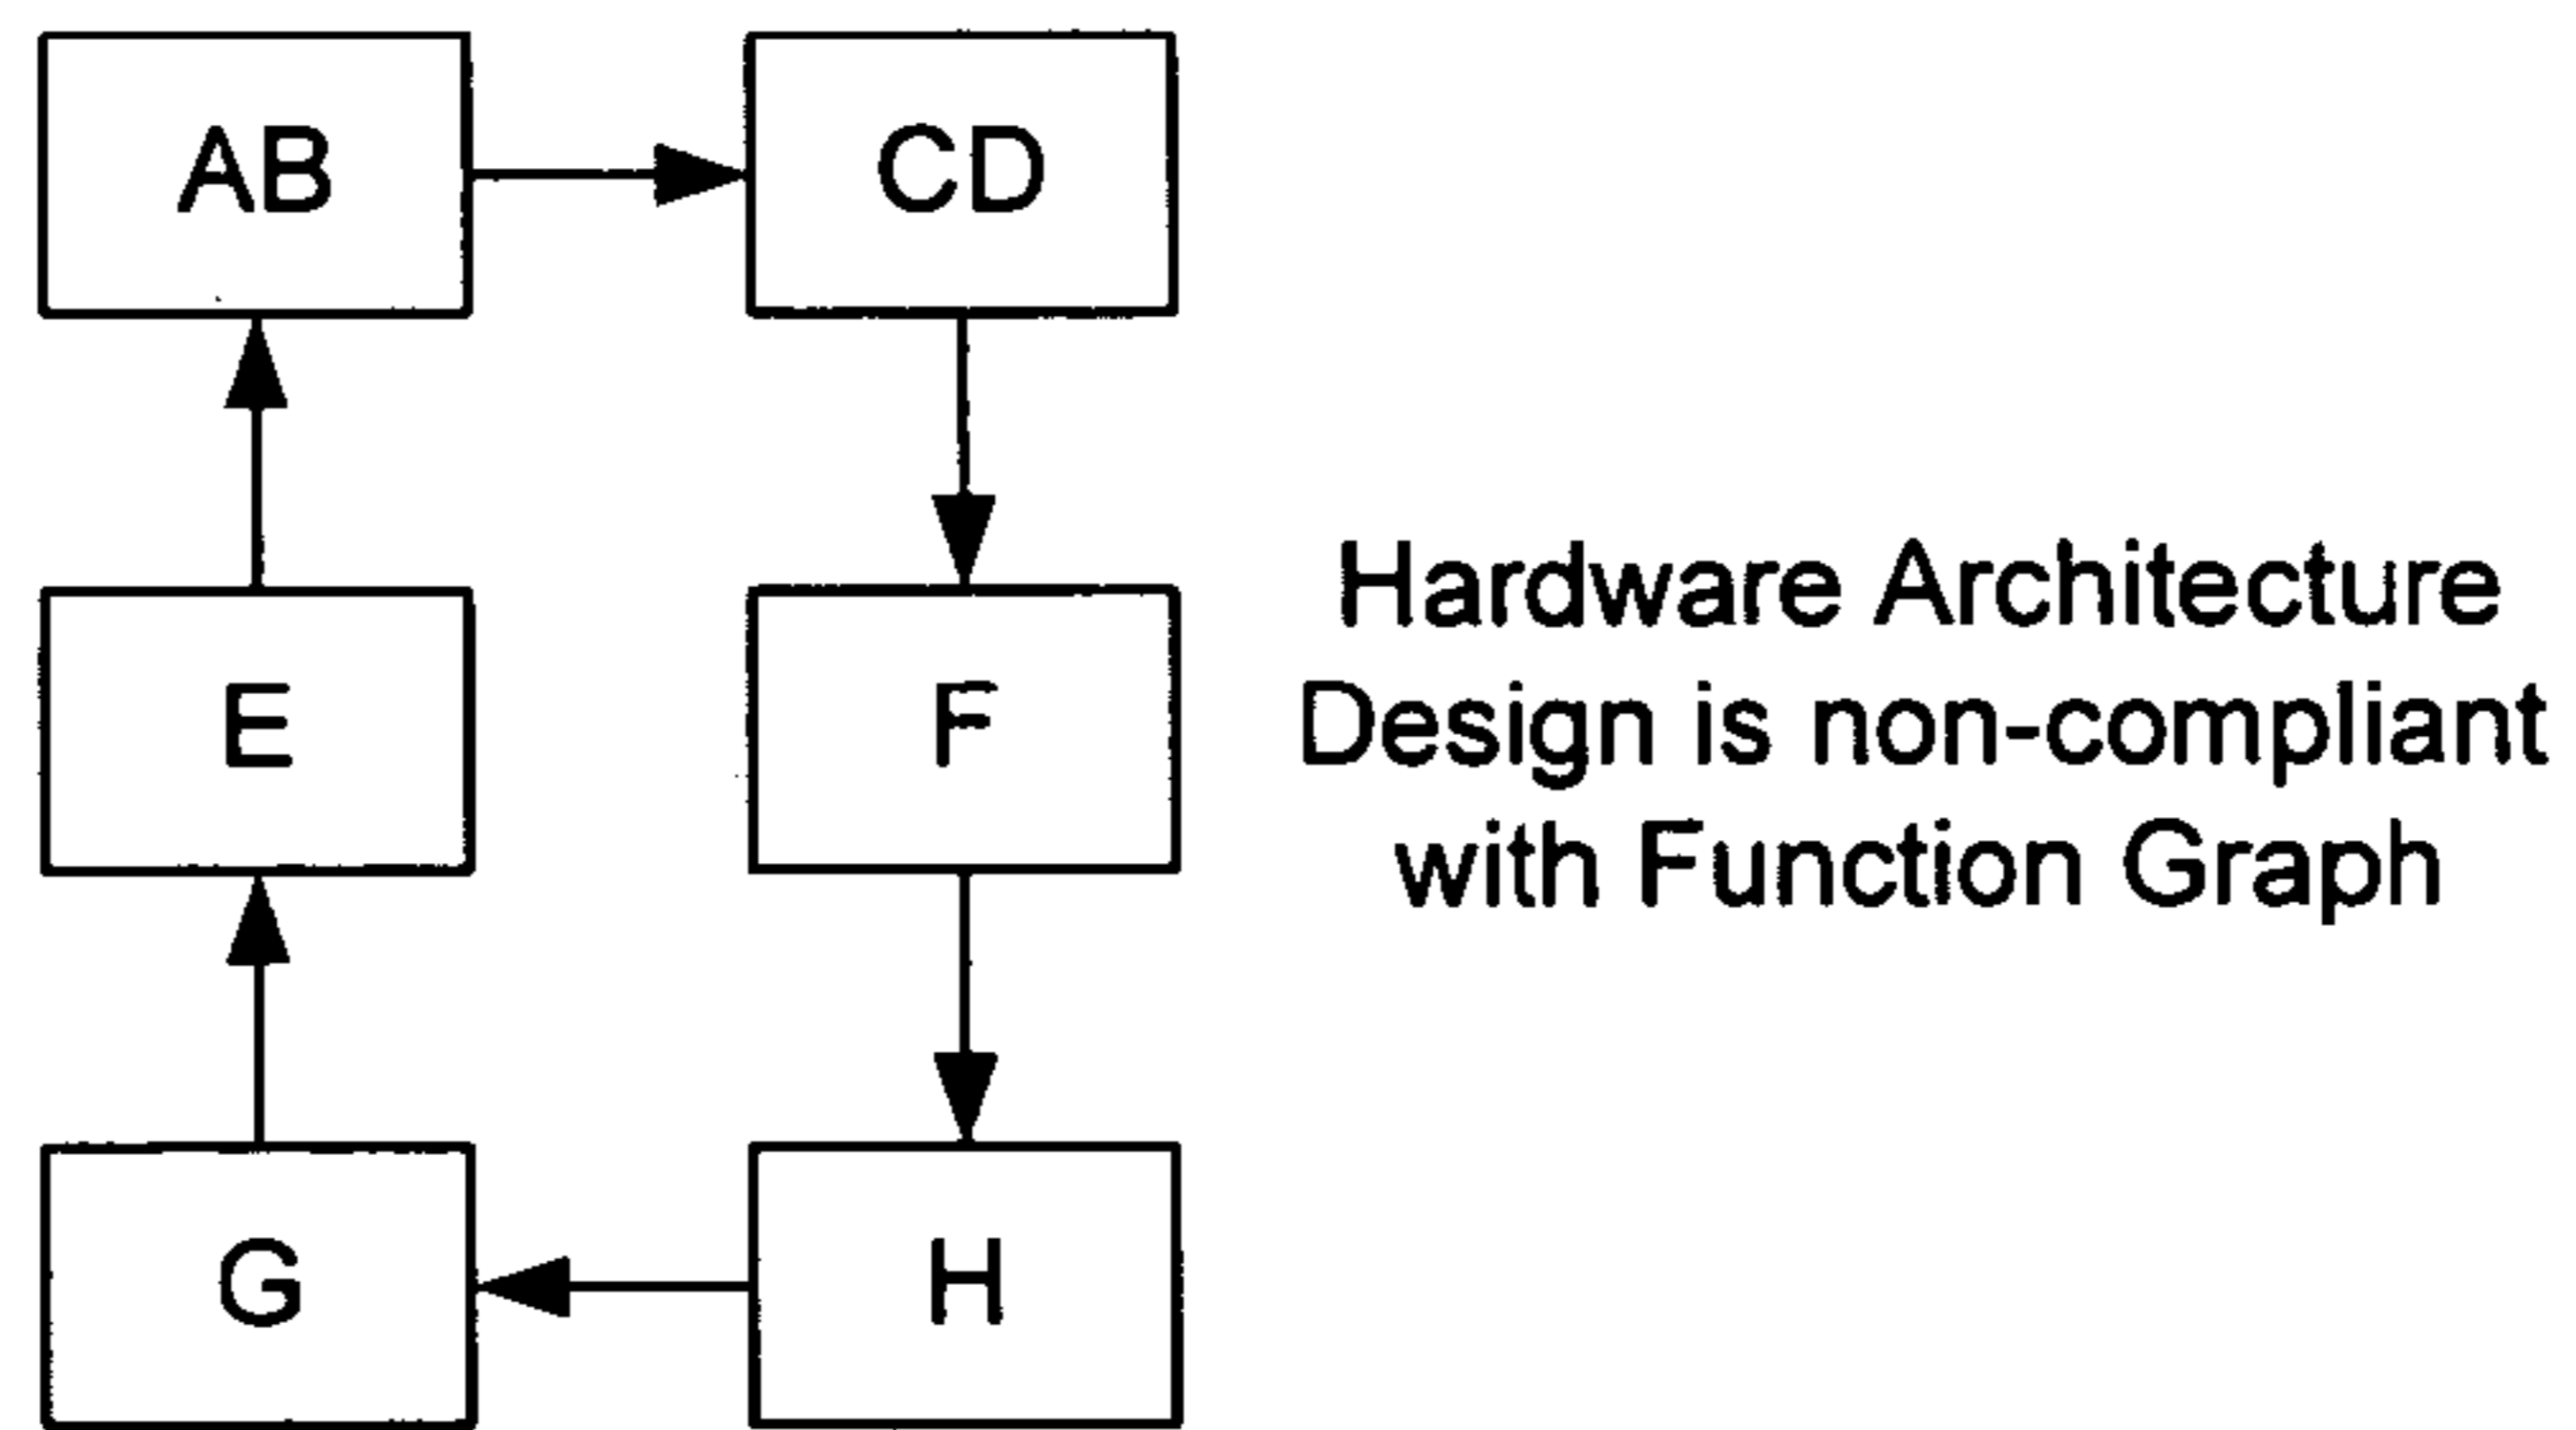 AB
CD
E
F
Hardware Architecture
Design is non-compliant
with Function Graph
G
H